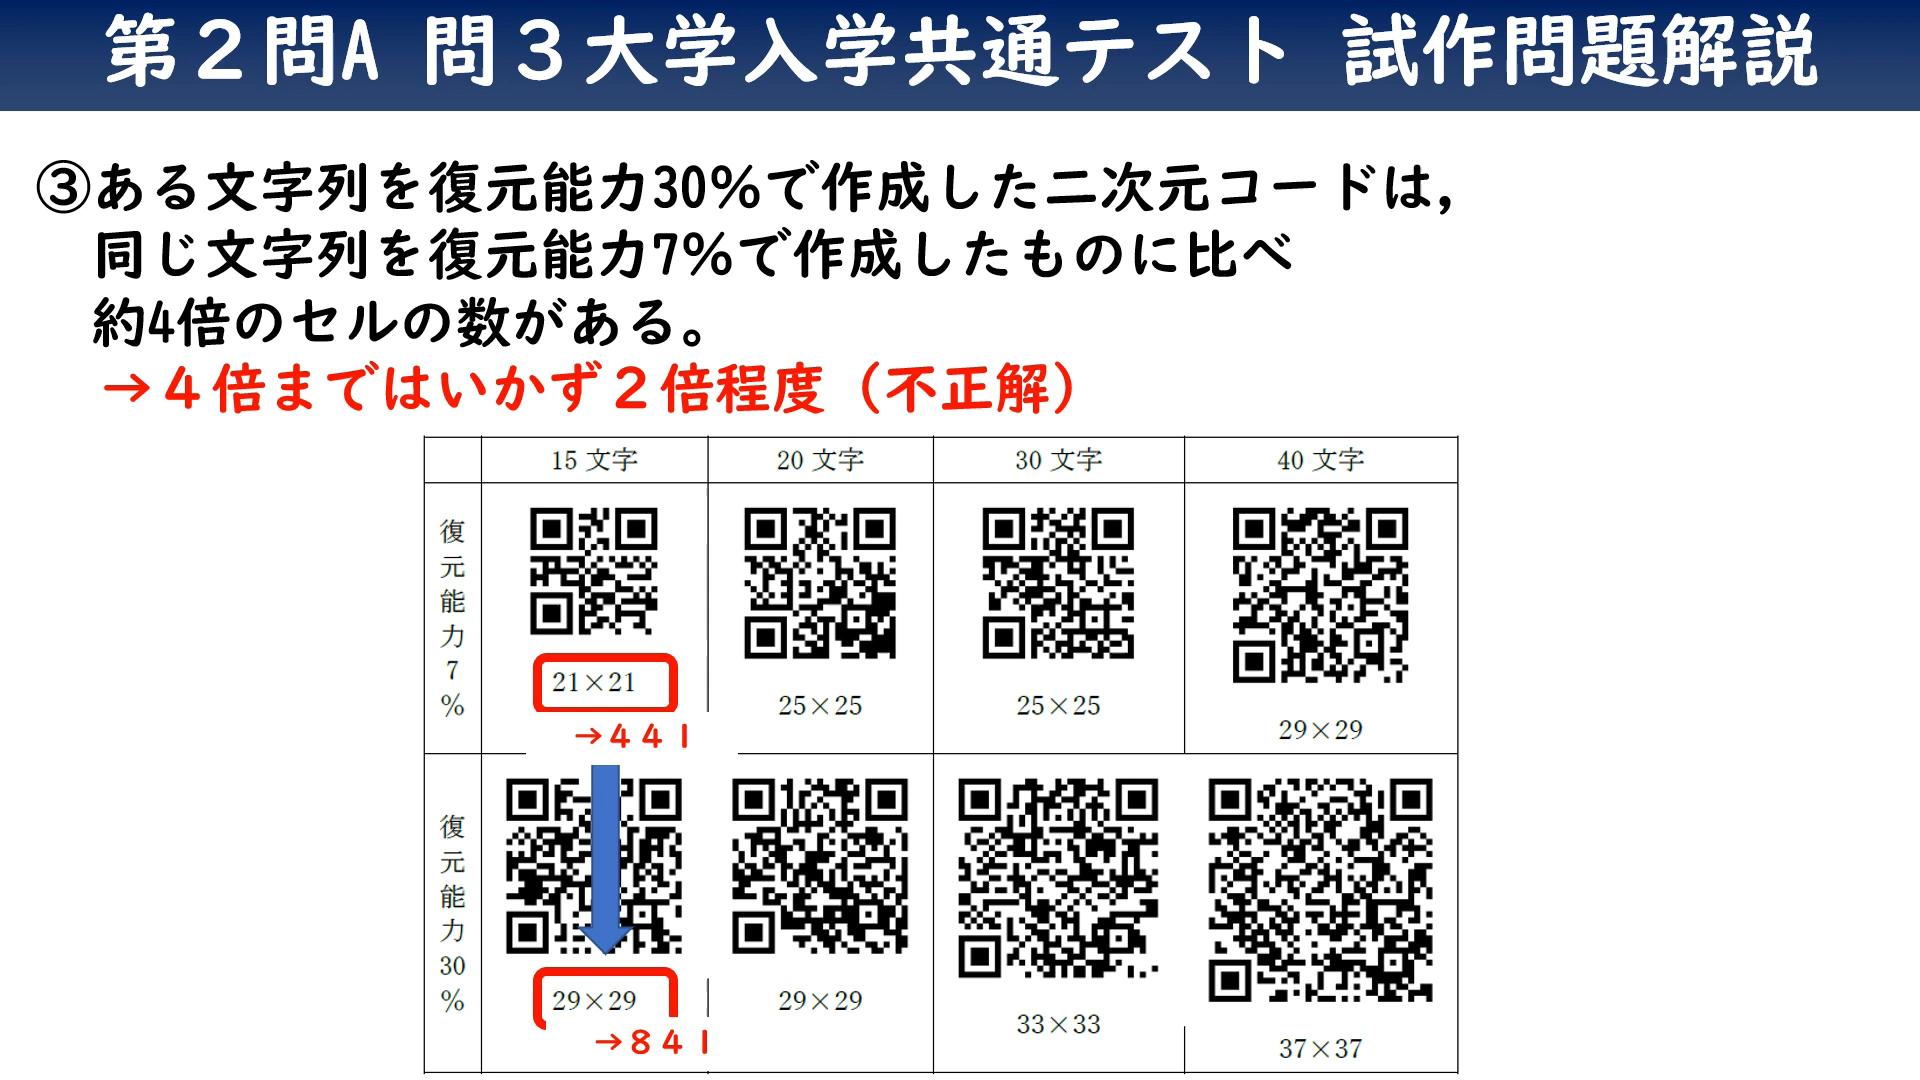 第２問A 問３大学入学共通テスト 試作問題解説
③ある文字列を復元能力30%で作成した二次元コードは，
同じ文字列を復元能力7%で作成したものに比べ
約4倍のセルの数がある。
→４倍まではいかず２倍程度（不正解）
15 文字 20 文字 30 文字 40 文字
復元能力7%
21×21 25×25 25×25 29×29
→４４１
復元能力30%
29×29 29×29 33×33 37×37
→８４１